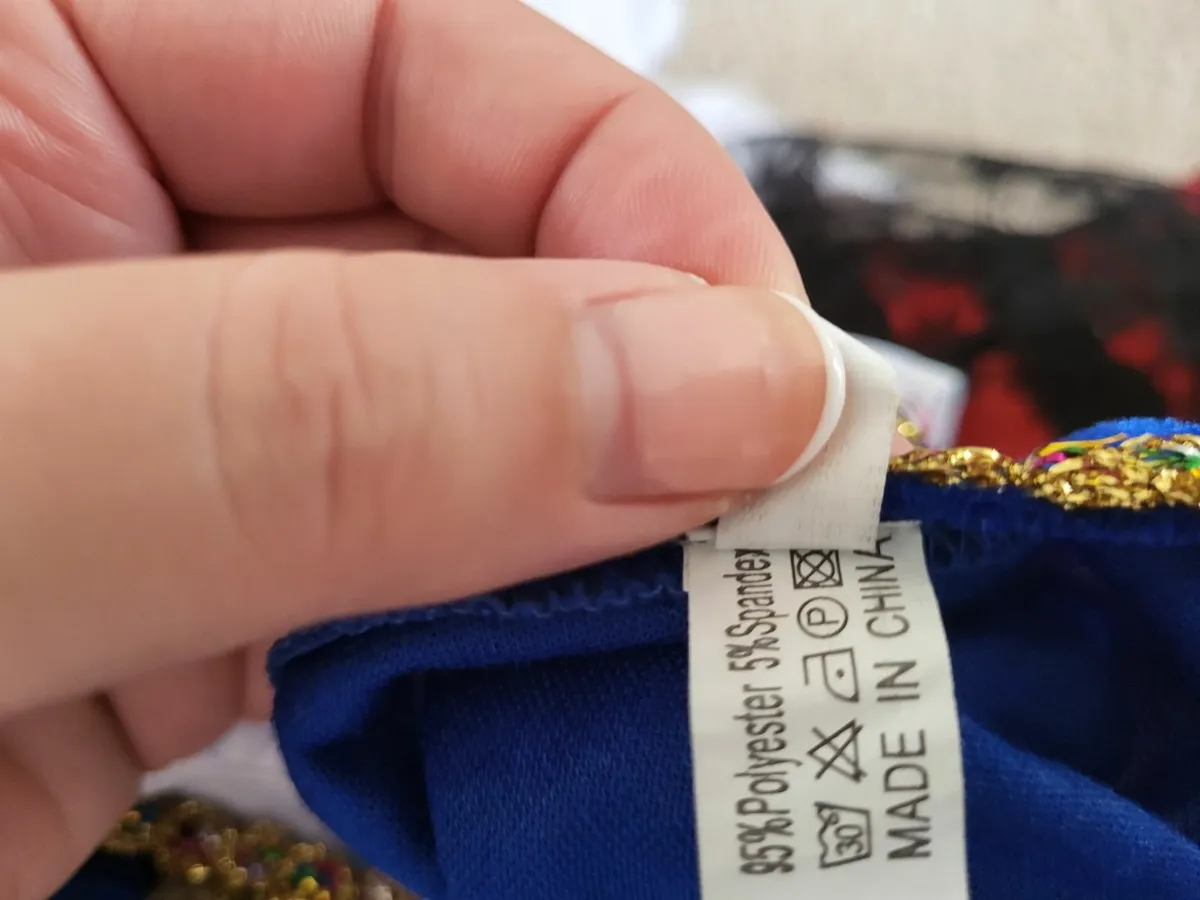 95%Polyester 5%Spandex
30 P
MADE IN CHINA